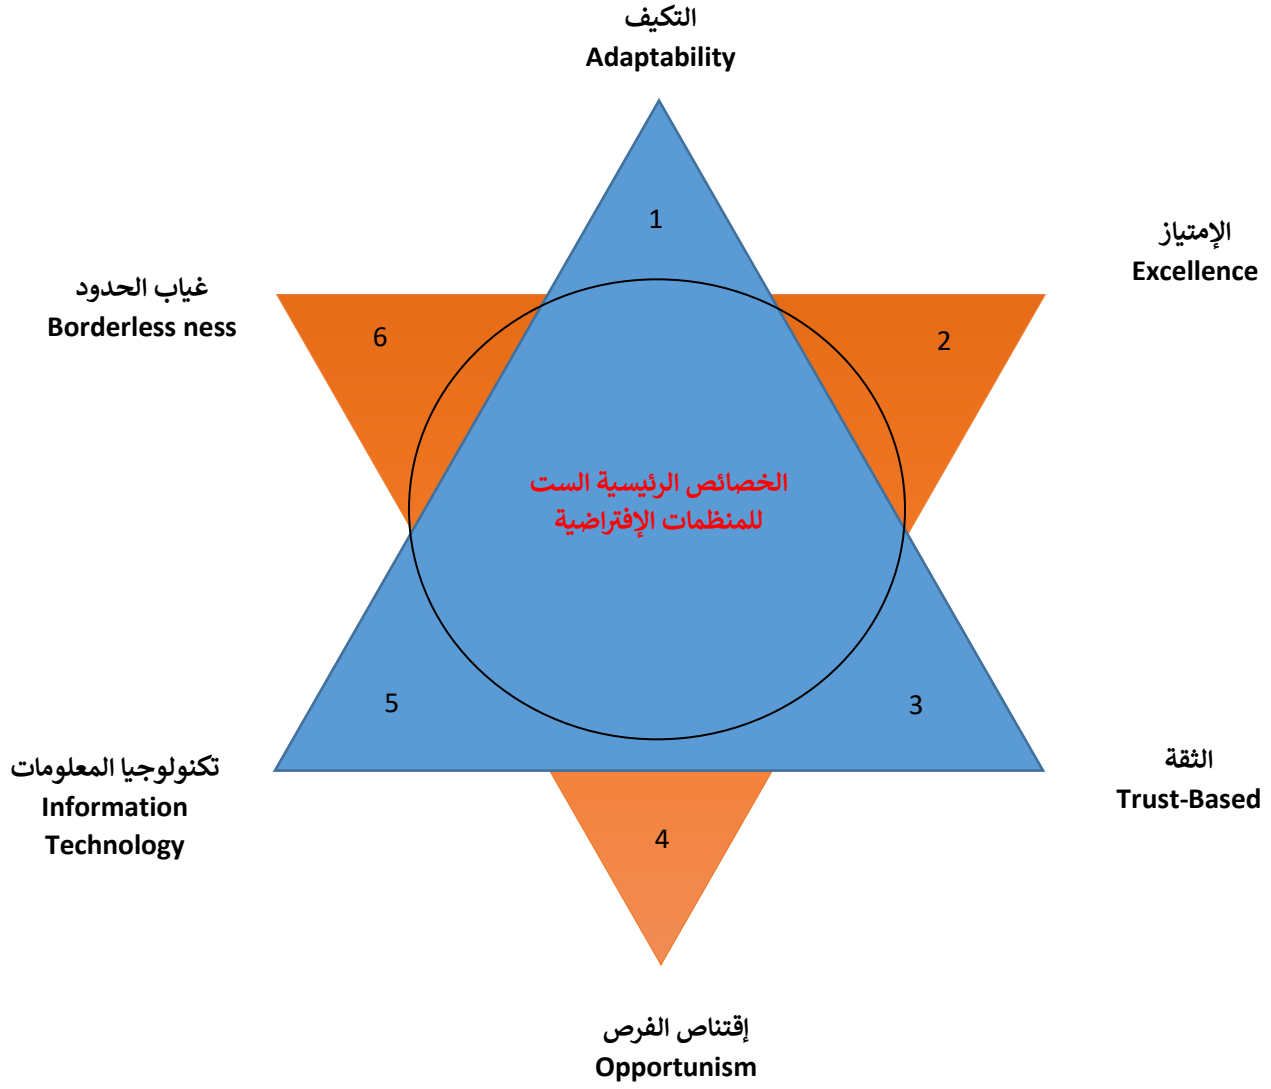 التكيف
Adaptability
1
الإمتياز
Excellence
2
غياب الحدود
Borderless ness
6
الخصائص الرئيسية الست
للمنظمات الإفتراضية
5
3
تكنولوجيا المعلومات
Information
Technology
الثقة
Trust-Based
4
إقتناص الفرص
Opportunism